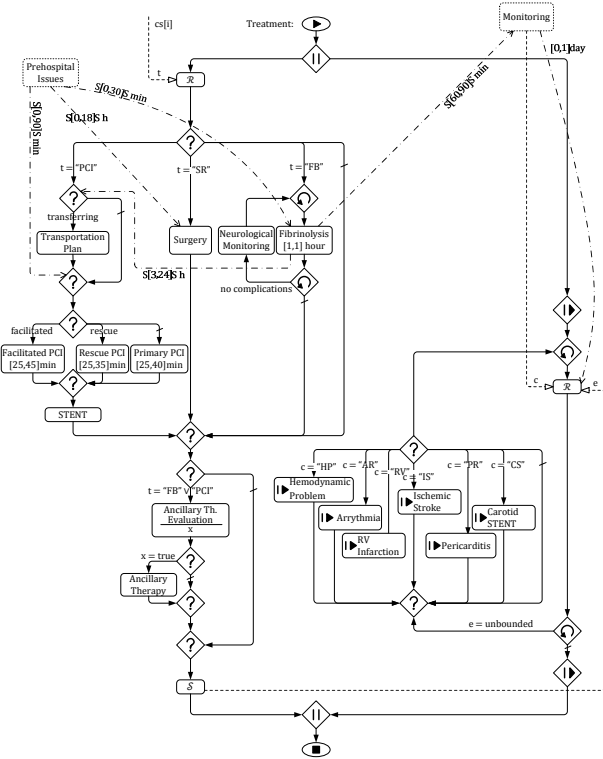 cs[i]
Treatment:
Monitoring
[0,1]day
Prehospital
Issues
t
ℛ
S[0,30]S min
S[60,90]S min
S[0,90]S min
S[0,18]S h
?
t = “PCI”
t = “SR”
t = “FB”
?
transferring
Transportation
Plan
Surgery
Neurological
Monitoring
Fibrinolysis
[1,1] hour
S[3,24]S h
?
no complications
?
facilitated
rescue
Facilitated PCI
[25,45]min
Rescue PCI
[25,35]min
Primary PCI
[25,40]min
?
STENT
c
ℛ
e
?
?
?
t = “FB” ∨ “PCI”
c = “HP”
c = “AR”
c = “RV”
c = “IS”
c = “PR”
c = “CS”
Hemodynamic
Problem
Ischemic
Stroke
Arrythmia
Carotid
STENT
RV
Infarction
Pericarditis
Ancillary Th.
Evaluation
x
x = true
?
Ancillary
Therapy
?
?
e = unbounded
?
𝒮